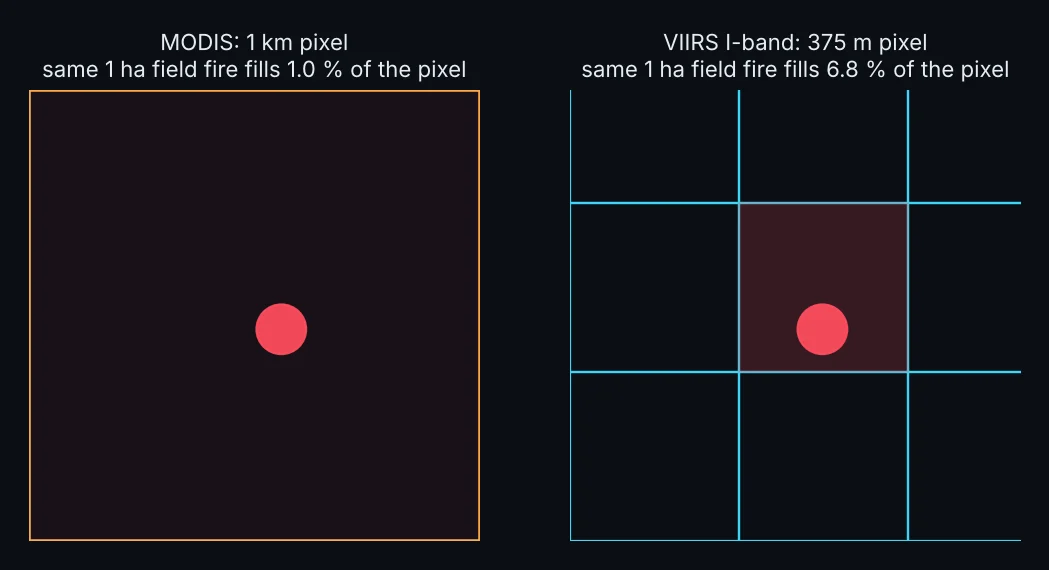 MODIS: 1 km pixel
same 1 ha field fire fills 1.0 % of the pixel
VIIRS I-band: 375 m pixel
same 1 ha field fire fills 6.8 % of the pixel